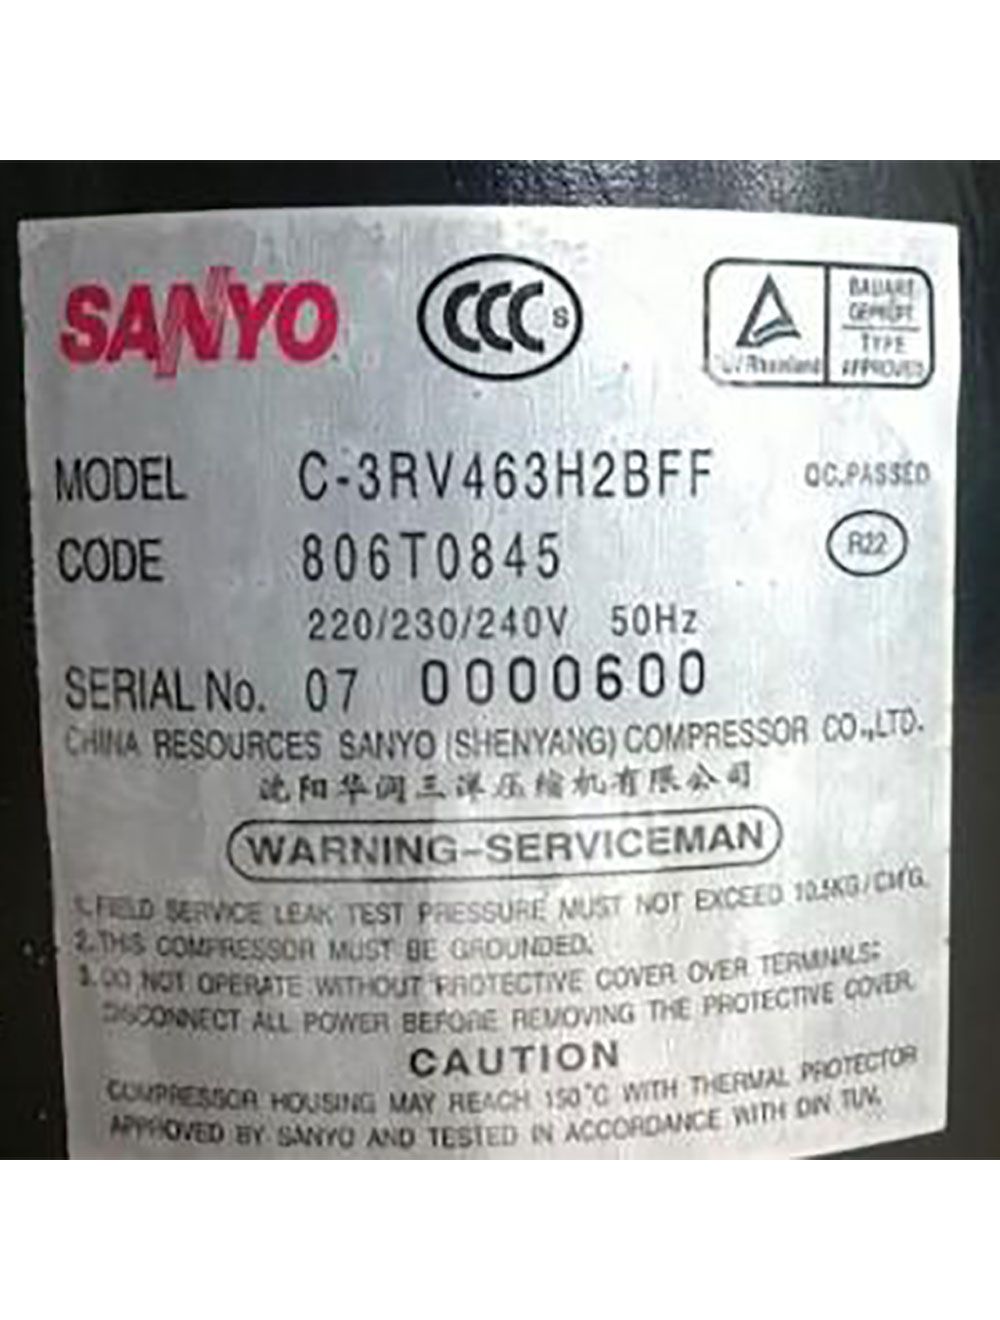 SANYO
CCC S
TÜV Rheinland
BAUART
GEPRÜFT
TYPE
APPROVED
MODEL C-3RV463H2BFF QC.PASSED
CODE 806T0845 R22
220/230/240V 50Hz
SERIAL No. 07 0000600
CHINA RESOURCES SANYO (SHENYANG) COMPRESSOR CO.,LTD.
沈阳华润三洋压缩机有限公司
WARNING-SERVICEMAN
1. FIELD SERVICE LEAK TEST PRESSURE MUST NOT EXCEED 10.5KG/CM²G.
2. THIS COMPRESSOR MUST BE GROUNDED.
3. DO NOT OPERATE WITHOUT PROTECTIVE COVER OVER TERMINALS:
DISCONNECT ALL POWER BEFORE REMOVING THE PROTECTIVE COVER.
CAUTION
COMPRESSOR HOUSING MAY REACH 150°C WITH THERMAL PROTECTOR
APPROVED BY SANYO AND TESTED IN ACCORDANCE WITH DIN TUV.